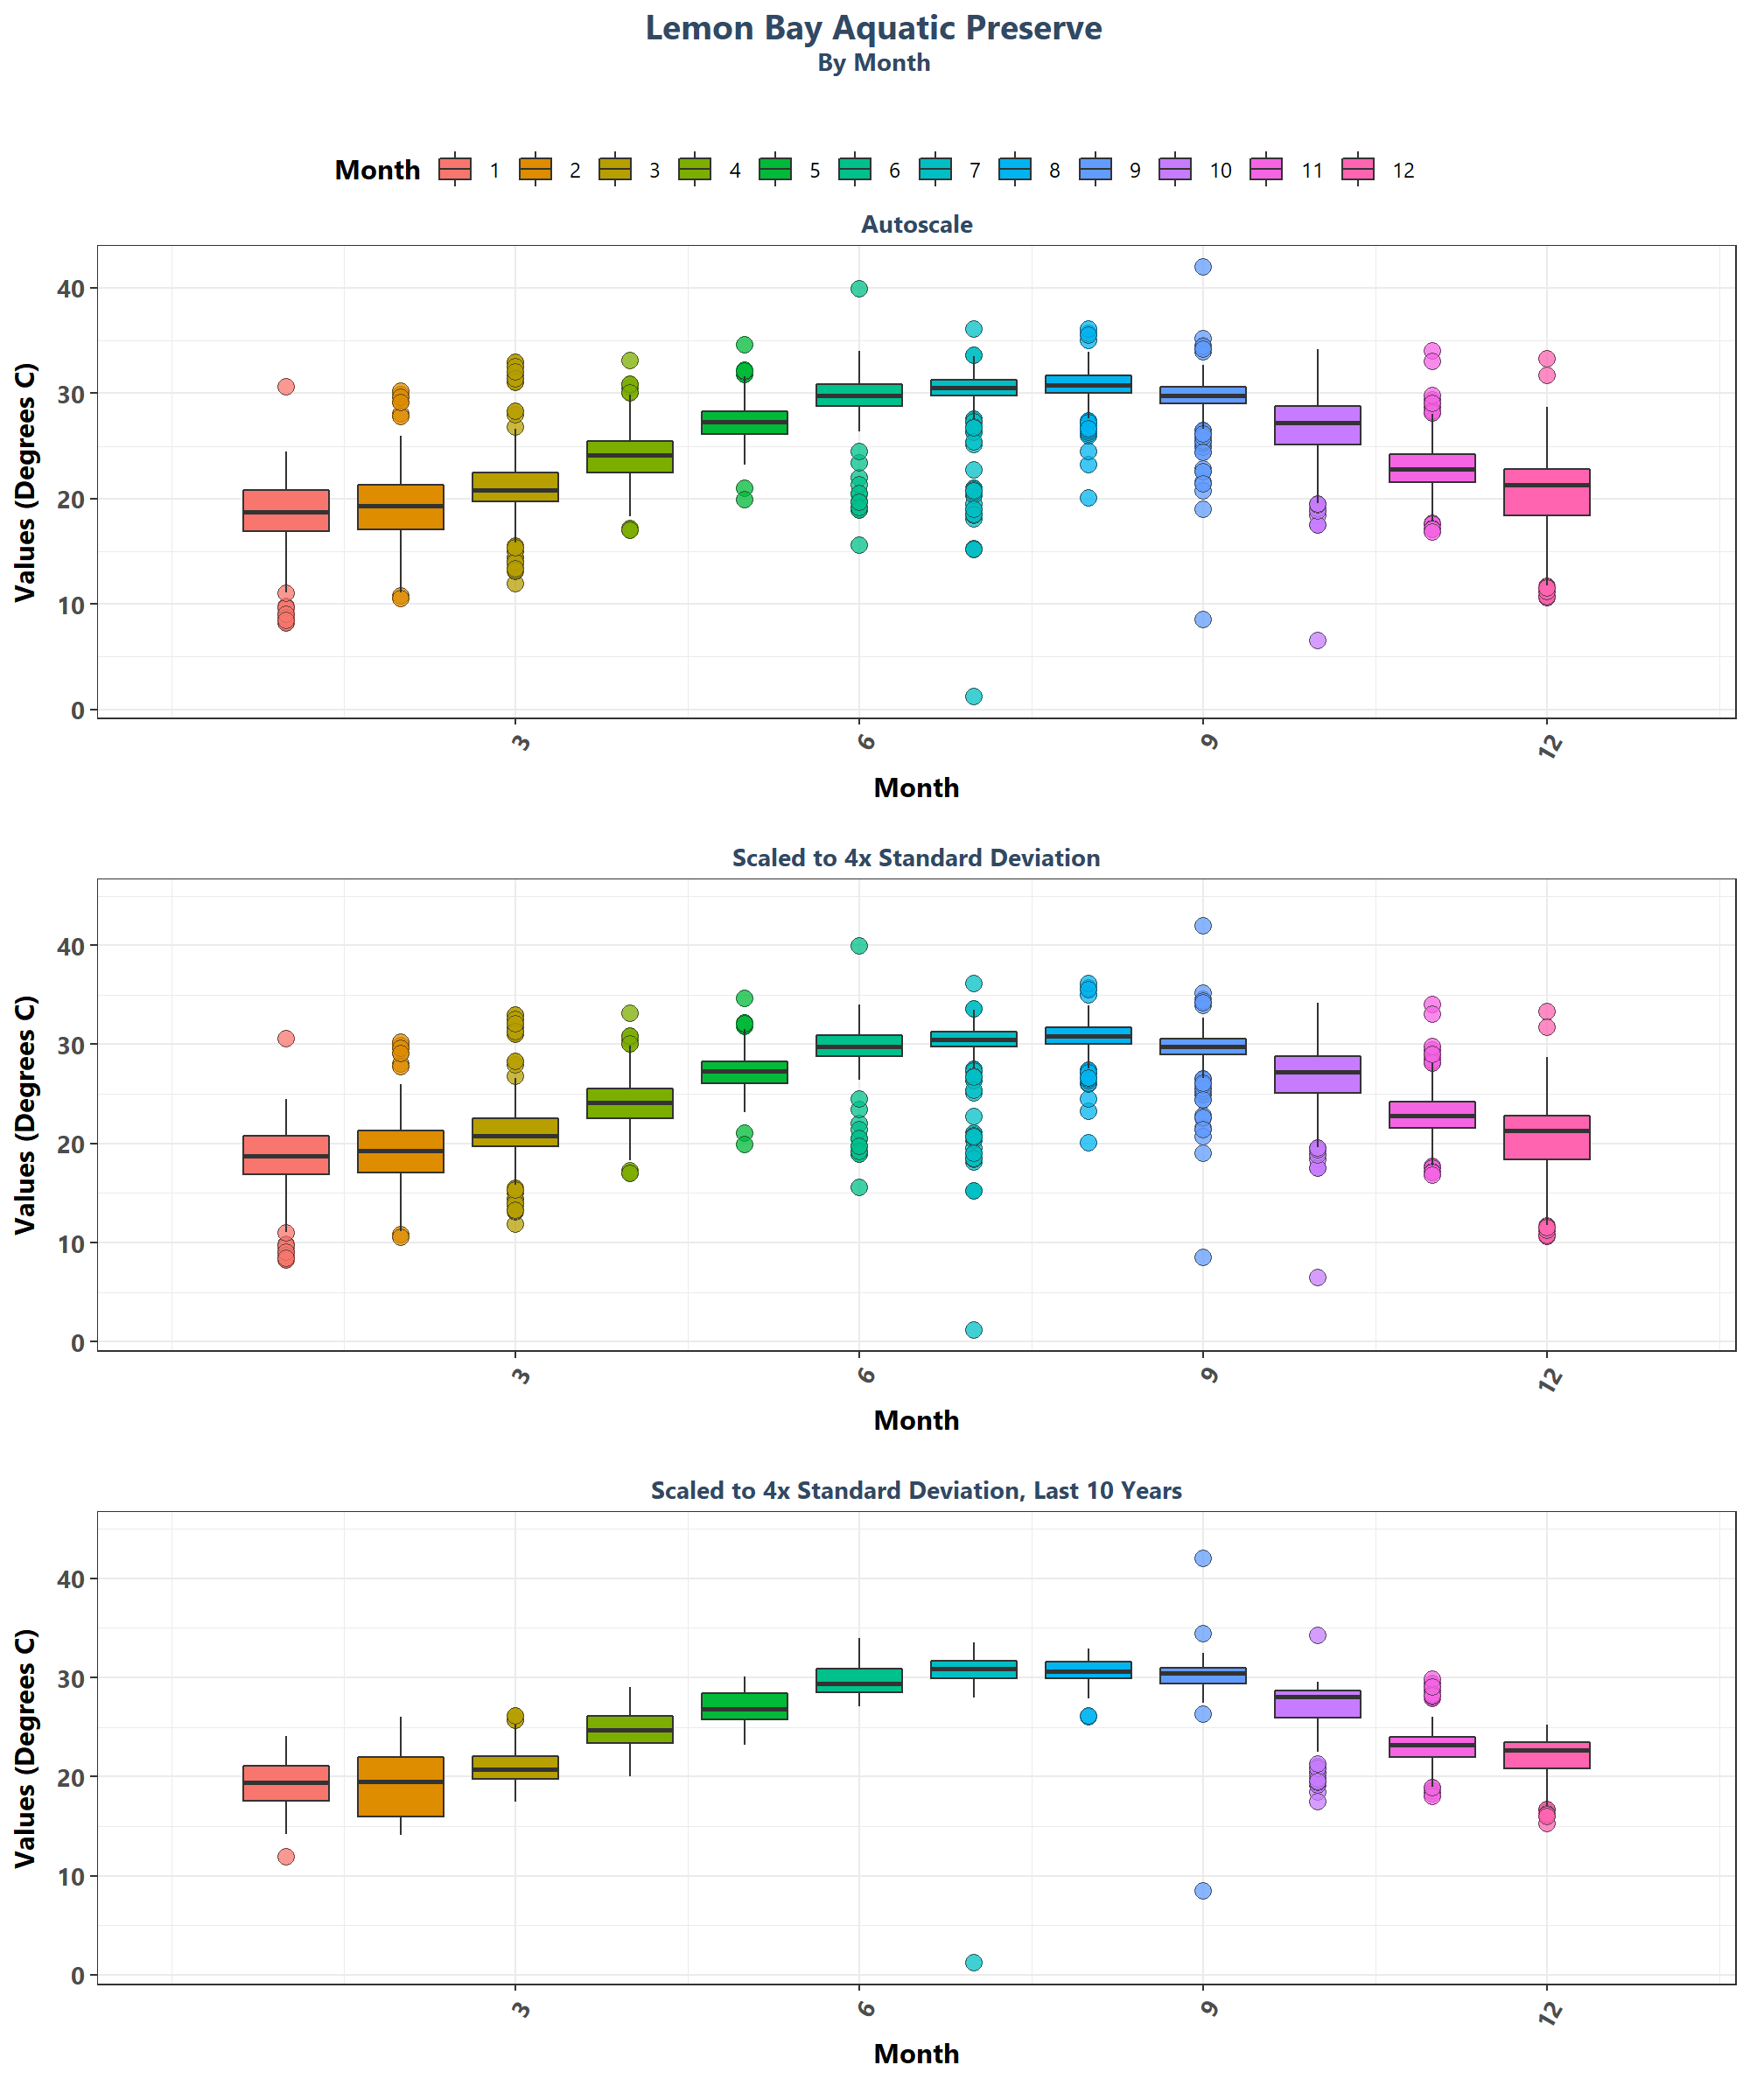 Lemon Bay Aquatic Preserve
By Month
Month 1 2 3 4 5 6 7 8 9 10 11 12
Autoscale
Values (Degrees C)
40
30
20
10
0
3 6 9 12
Month
Scaled to 4x Standard Deviation
Values (Degrees C)
40
30
20
10
0
3 6 9 12
Month
Scaled to 4x Standard Deviation, Last 10 Years
Values (Degrees C)
40
30
20
10
0
3 6 9 12
Month